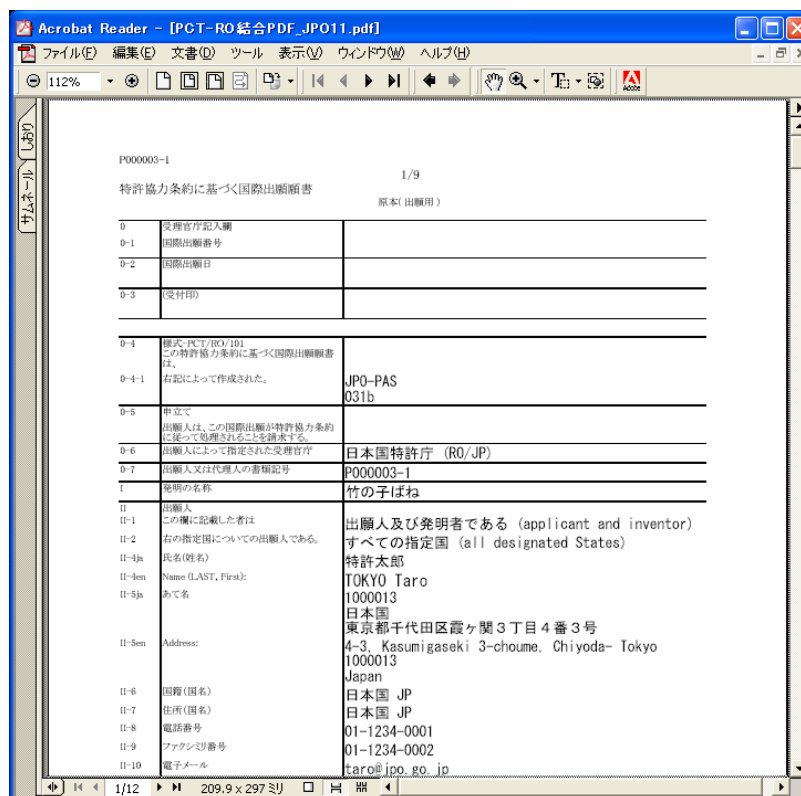 Acrobat Reader - [PCT-RO結合PDF_JPO11.pdf]
ファイル(F) 編集(E) 文書(D) ツール 表示(V) ウィンドウ(W) ヘルプ(H)
112%
Adobe
しおり
サムネール
P000003-1
1/9
特許協力条約に基づく国際出願願書
原本(出願用)
0 受理官庁記入欄
0-1 国際出願番号
0-2 国際出願日
0-3 (受付印)
0-4 様式-PCT/RO/101
この特許協力条約に基づく国際出願願書
は、
0-4-1 右記によって作成された。 JPO-PAS
031b
0-5 申立て
出願人は、この国際出願が特許協力条約
に従って処理されることを請求する。
0-6 出願人によって指定された受理官庁 日本国特許庁 (RO/JP)
0-7 出願人又は代理人の書類記号 P000003-1
I 発明の名称 竹の子ばね
II 出願人
II-1 この欄に記載した者は 出願人及び発明者である (applicant and inventor)
II-2 右の指定国についての出願人である。 すべての指定国 (all designated States)
II-4ja 氏名(姓名) 特許太郎
II-4en Name (LAST, First): TOKYO Taro
II-5ja あて名 1000013
日本国
東京都千代田区霞ヶ関3丁目4番3号
II-5en Address: 4-3, Kasumigaseki 3-choume, Chiyoda- Tokyo
1000013
Japan
II-6 国籍(国名) 日本国 JP
II-7 住所(国名) 日本国 JP
II-8 電話番号 01-1234-0001
II-9 ファクシミリ番号 01-1234-0002
II-10 電子メール taro@jpo.go.jp
1/12 209.9 x 297 ミリ